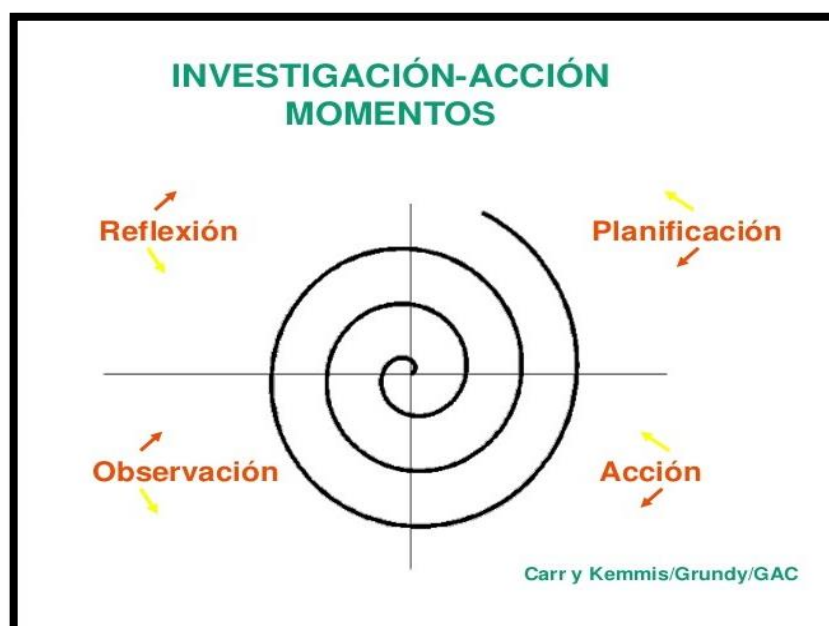 INVESTIGACIÓN-ACCIÓN
MOMENTOS
Reflexión
Planificación
Observación
Acción
Carr y Kemmis/Grundy/GAC